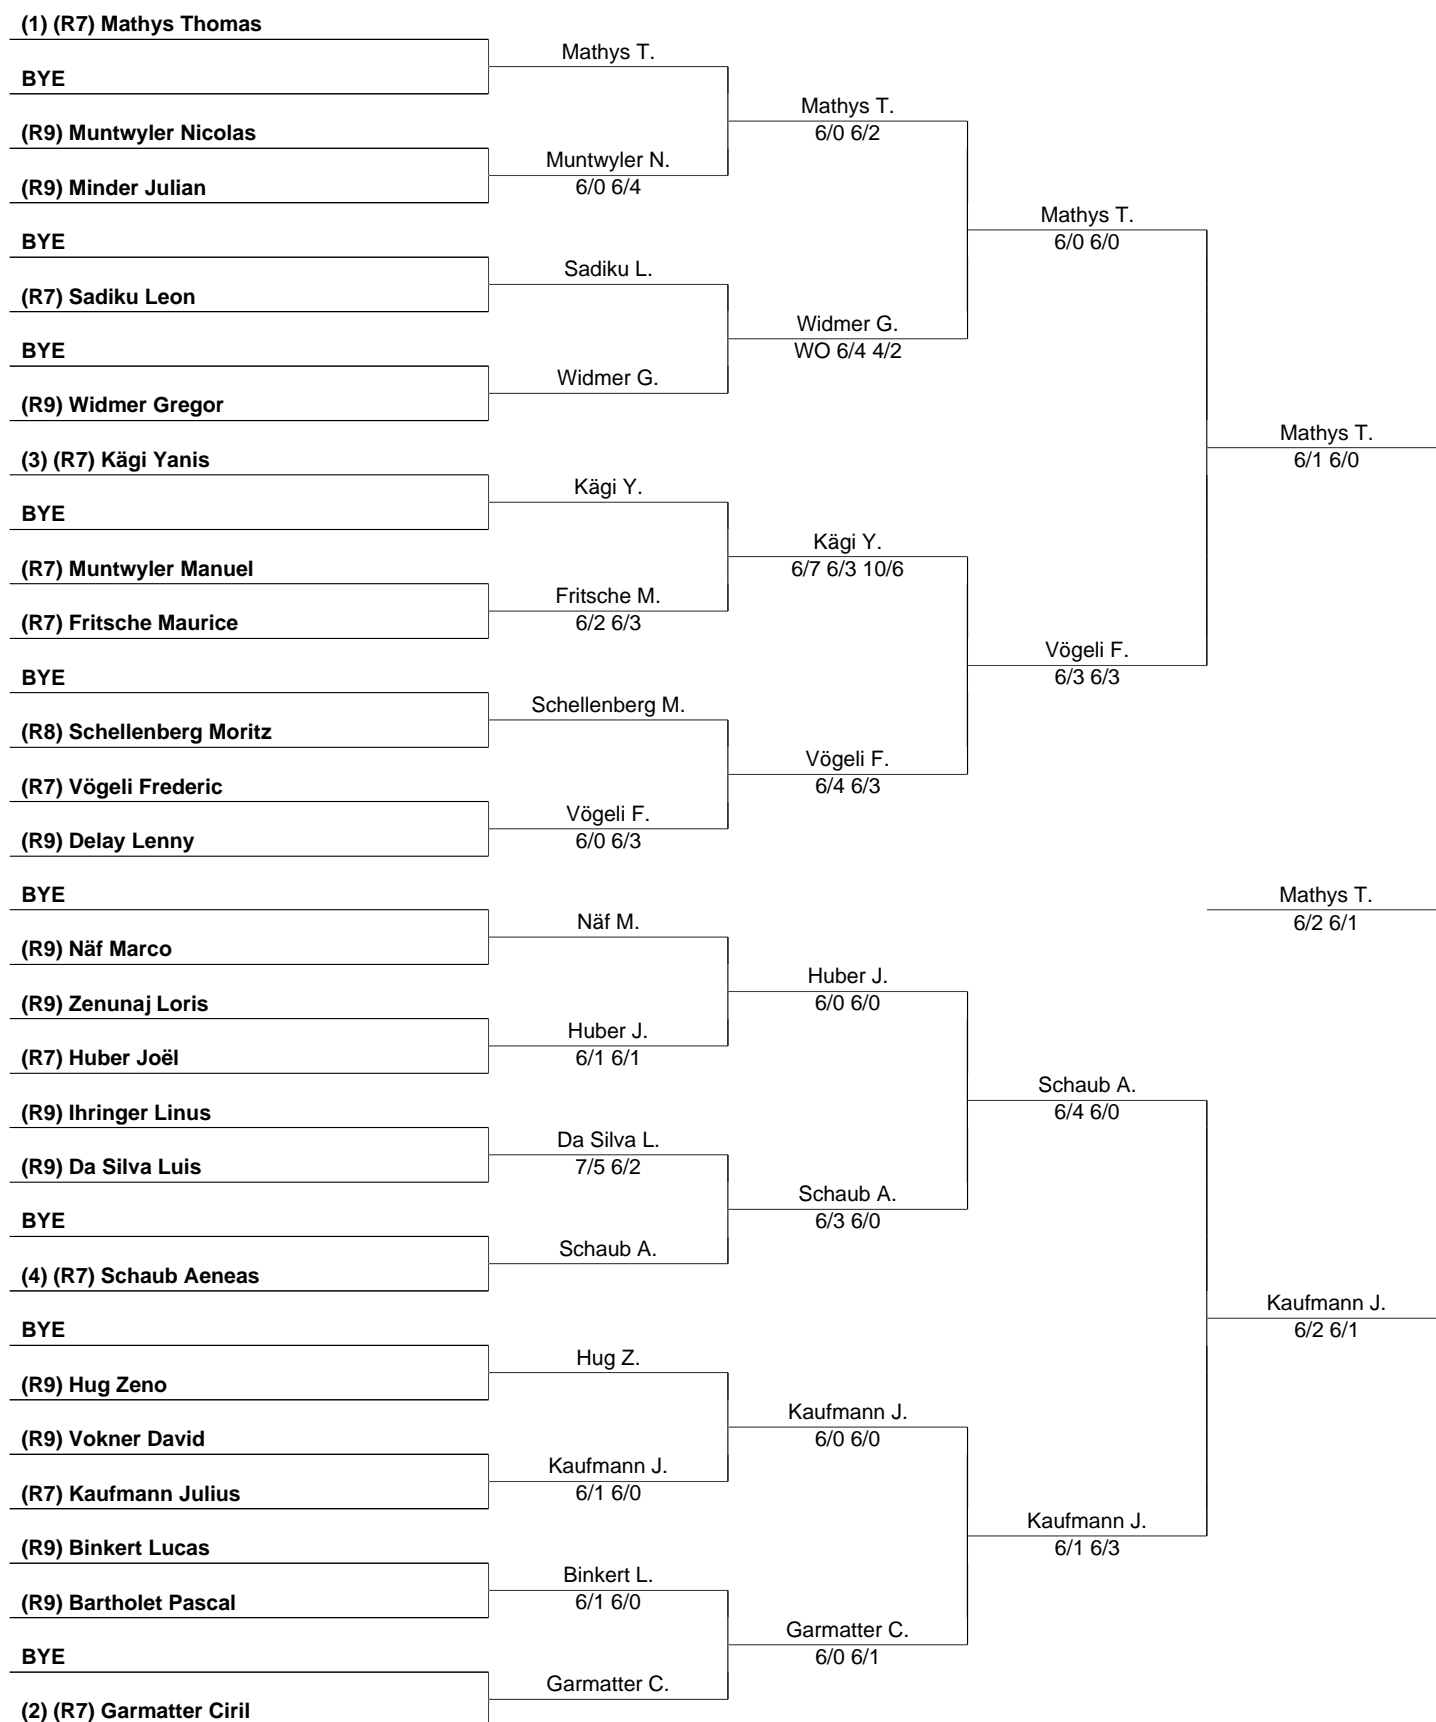 (1) (R7) Mathys Thomas
BYE
(R9) Muntwyler Nicolas
(R9) Minder Julian
BYE
(R7) Sadiku Leon
BYE
(R9) Widmer Gregor
(3) (R7) Kägi Yanis
BYE
(R7) Muntwyler Manuel
(R7) Fritsche Maurice
BYE
(R8) Schellenberg Moritz
(R7) Vögeli Frederic
(R9) Delay Lenny
BYE
(R9) Näf Marco
(R9) Zenunaj Loris
(R7) Huber Joël
(R9) Ihringer Linus
(R9) Da Silva Luis
BYE
(4) (R7) Schaub Aeneas
BYE
(R9) Hug Zeno
(R9) Vokner David
(R7) Kaufmann Julius
(R9) Binkert Lucas
(R9) Bartholet Pascal
BYE
(2) (R7) Garmatter Ciril
Mathys T.
Muntwyler N.
6/0 6/4
Sadiku L.
Widmer G.
Kägi Y.
Fritsche M.
6/2 6/3
Schellenberg M.
Vögeli F.
6/0 6/3
Näf M.
Huber J.
6/1 6/1
Da Silva L.
7/5 6/2
Schaub A.
Hug Z.
Kaufmann J.
6/1 6/0
Binkert L.
6/1 6/0
Garmatter C.
Mathys T.
6/0 6/2
Widmer G.
WO 6/4 4/2
Kägi Y.
6/7 6/3 10/6
Vögeli F.
6/4 6/3
Huber J.
6/0 6/0
Schaub A.
6/3 6/0
Kaufmann J.
6/0 6/0
Garmatter C.
6/0 6/1
Mathys T.
6/0 6/0
Vögeli F.
6/3 6/3
Schaub A.
6/4 6/0
Kaufmann J.
6/1 6/3
Mathys T.
6/1 6/0
Mathys T.
6/2 6/1
Kaufmann J.
6/2 6/1